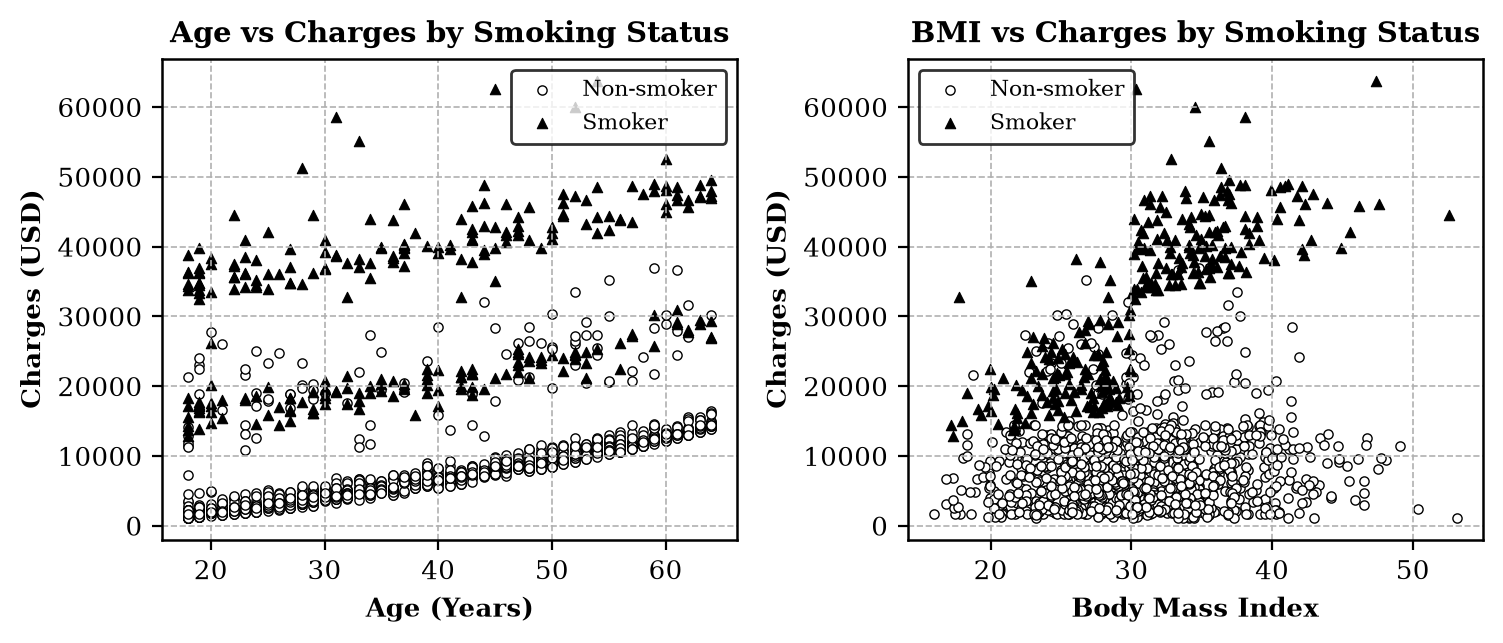 Age vs Charges by Smoking Status
Charges (USD)
60000
50000
40000
30000
20000
10000
0
Non-smoker
Smoker
20 30 40 50 60
Age (Years)
BMI vs Charges by Smoking Status
Charges (USD)
60000
50000
40000
30000
20000
10000
0
Non-smoker
Smoker
20 30 40 50
Body Mass Index